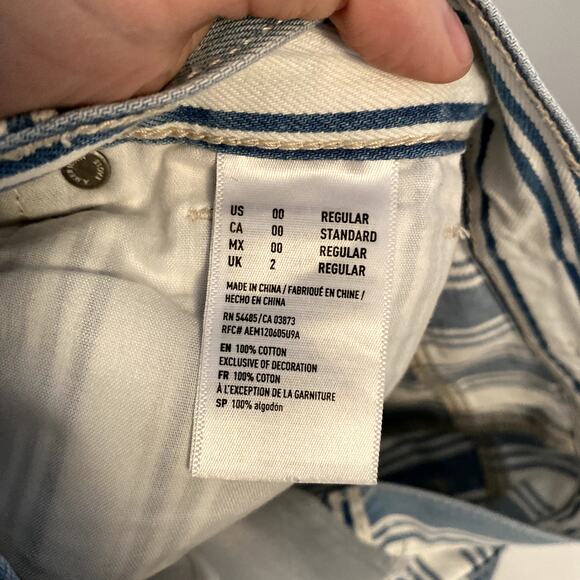 US 00 REGULAR
CA 00 STANDARD
MX 00 REGULAR
UK 2 REGULAR
MADE IN CHINA / FABRIQUÉ EN CHINE /
HECHO EN CHINA
RN 54485/CA 03873
RFC# AEM120605U9A
EN 100% COTTON
EXCLUSIVE OF DECORATION
FR 100% COTON
À L'EXCEPTION DE LA GARNITURE
SP 100% algodón